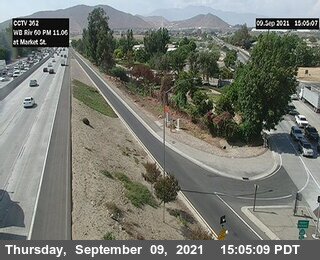 CCTV 362
WB Riv 60 PM 11.06
at Market St.
09.Sep 2021 15:05:07
Thursday, September 09, 2021 15:05:09 PDT